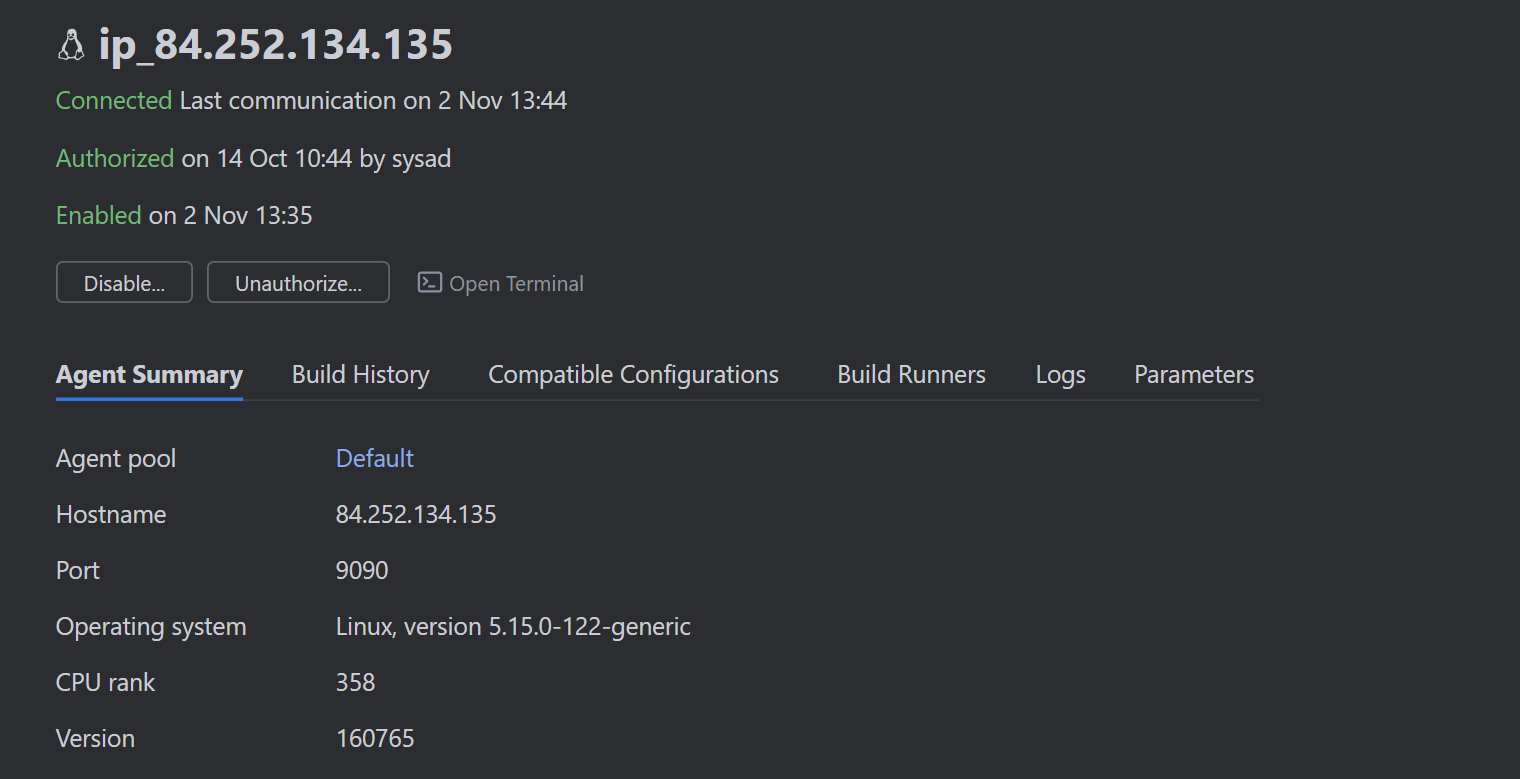 ip_84.252.134.135
Connected Last communication on 2 Nov 13:44
Authorized on 14 Oct 10:44 by sysad
Enabled on 2 Nov 13:35
Disable... Unauthorize... Open Terminal
Agent Summary Build History Compatible Configurations Build Runners Logs Parameters
Agent pool Default
Hostname 84.252.134.135
Port 9090
Operating system Linux, version 5.15.0-122-generic
CPU rank 358
Version 160765